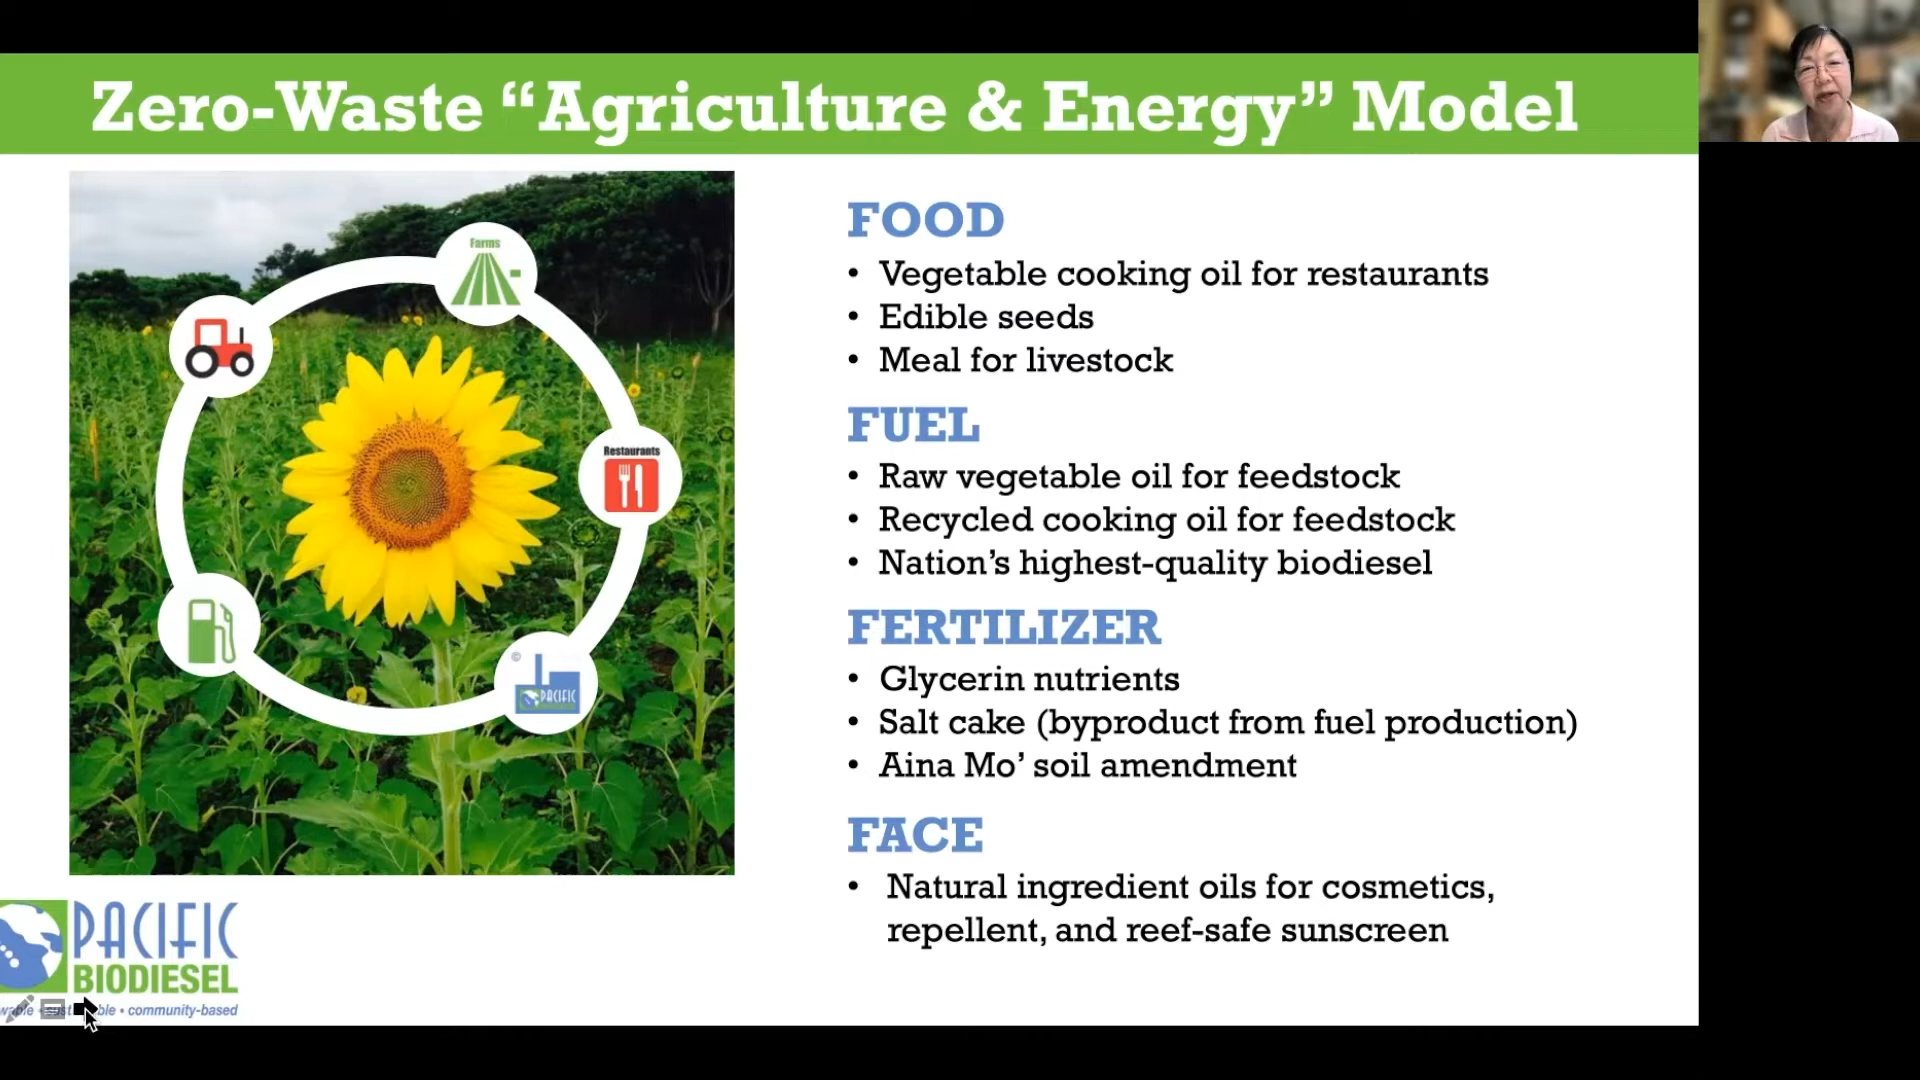 Zero-Waste “Agriculture & Energy” Model
Farms
Restaurants
©
PACIFIC
FOOD
• Vegetable cooking oil for restaurants
• Edible seeds
• Meal for livestock
FUEL
• Raw vegetable oil for feedstock
• Recycled cooking oil for feedstock
• Nation’s highest-quality biodiesel
FERTILIZER
• Glycerin nutrients
• Salt cake (byproduct from fuel production)
• Aina Mo’ soil amendment
FACE
• Natural ingredient oils for cosmetics,
repellent, and reef-safe sunscreen
PACIFIC
BIODIESEL
• community-based